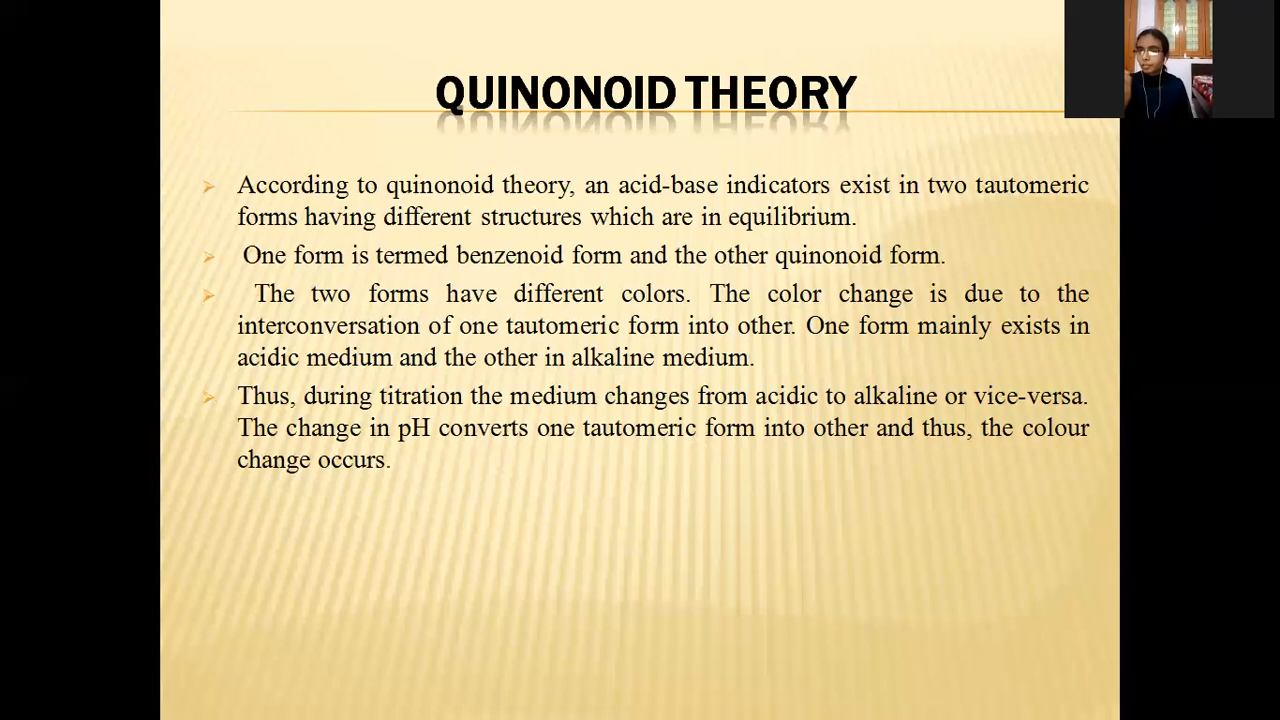 QUINONOID THEORY
According to quinonoid theory, an acid-base indicators exist in two tautomeric
forms having different structures which are in equilibrium.
One form is termed benzenoid form and the other quinonoid form.
The two forms have different colors. The color change is due to the
interconversation of one tautomeric form into other. One form mainly exists in
acidic medium and the other in alkaline medium.
Thus, during titration the medium changes from acidic to alkaline or vice-versa.
The change in pH converts one tautomeric form into other and thus, the colour
change occurs.